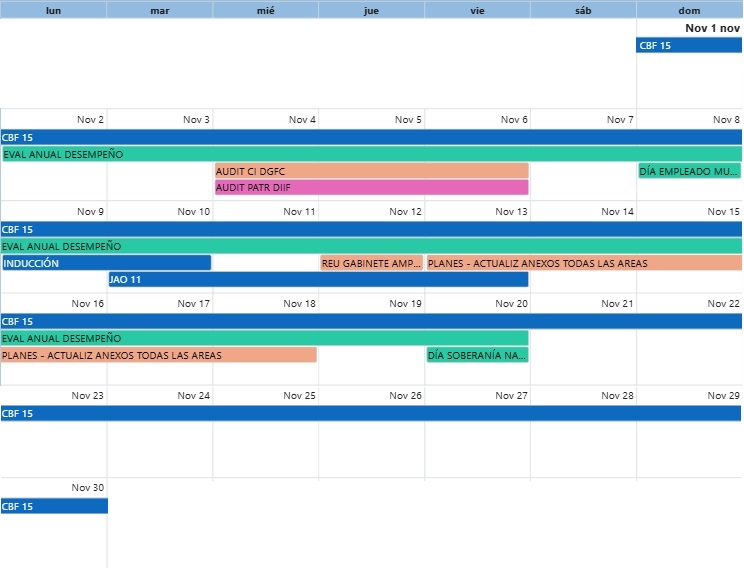 lun mar mié jue vie sáb dom
Nov 1 nov
CBF 15
Nov 2 Nov 3 Nov 4 Nov 5 Nov 6 Nov 7 Nov 8
CBF 15
EVAL ANUAL DESEMPEÑO
AUDIT CI DGFC DÍA EMPLEADO MU...
AUDIT PATR DIIF
Nov 9 Nov 10 Nov 11 Nov 12 Nov 13 Nov 14 Nov 15
CBF 15
EVAL ANUAL DESEMPEÑO
INDUCCIÓN REU GABINETE AMP... PLANES - ACTUALIZ ANEXOS TODAS LAS AREAS
JAO 11
Nov 16 Nov 17 Nov 18 Nov 19 Nov 20 Nov 21 Nov 22
CBF 15
EVAL ANUAL DESEMPEÑO
PLANES - ACTUALIZ ANEXOS TODAS LAS AREAS DÍA SOBERANÍA NA...
Nov 23 Nov 24 Nov 25 Nov 26 Nov 27 Nov 28 Nov 29
CBF 15
Nov 30
CBF 15